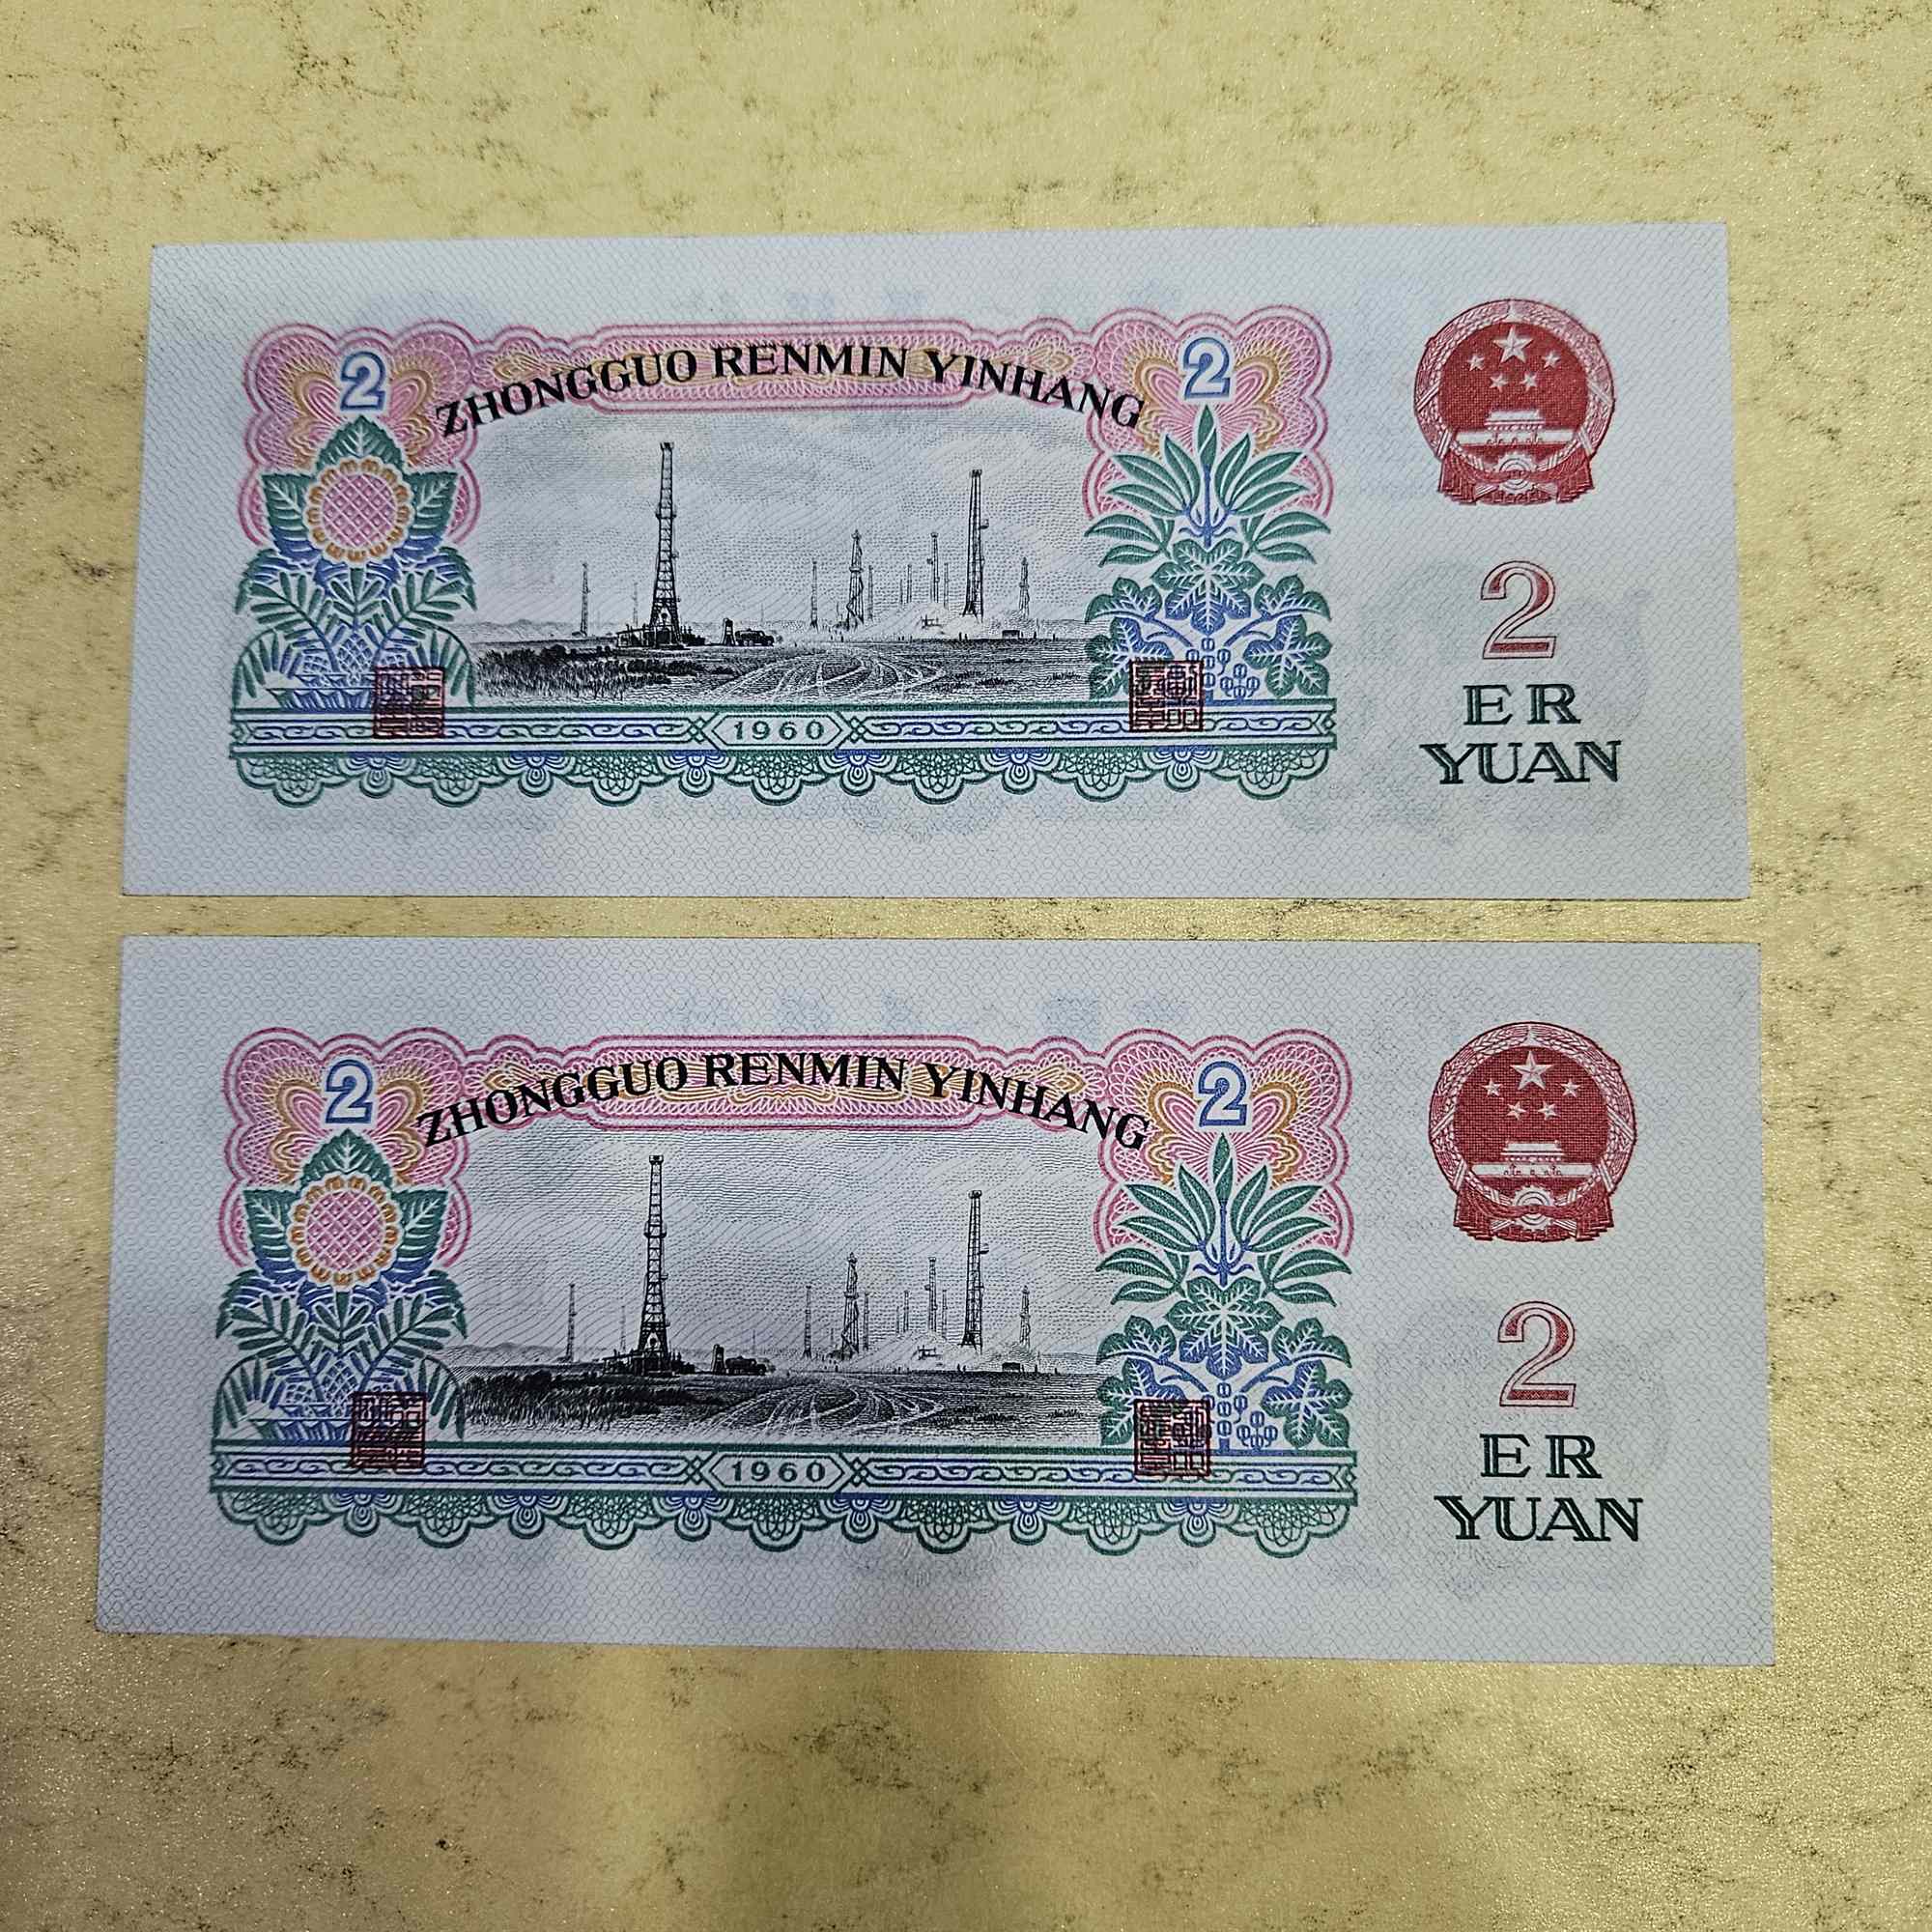 2
ZHONGGUO RENMIN YINHANG
2
2
ER
YUAN
1960
2
ZHONGGUO RENMIN YINHANG
2
2
ER
YUAN
1960